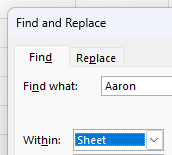 Find and Replace
Find Replace
Find what: Aaron
Within: Sheet